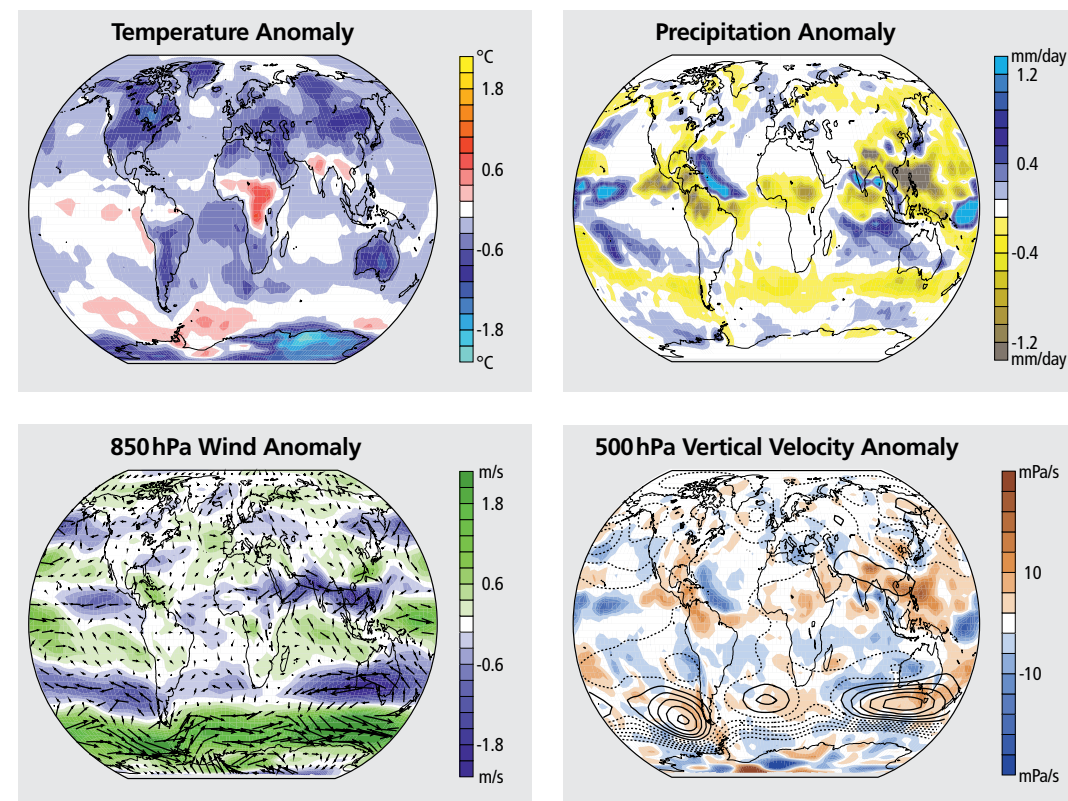 Temperature Anomaly
°C
1.8
0.6
-0.6
-1.8
°C
Precipitation Anomaly
mm/day
1.2
0.4
-0.4
-1.2
mm/day
850 hPa Wind Anomaly
m/s
1.8
0.6
-0.6
-1.8
m/s
500 hPa Vertical Velocity Anomaly
mPa/s
10
-10
mPa/s